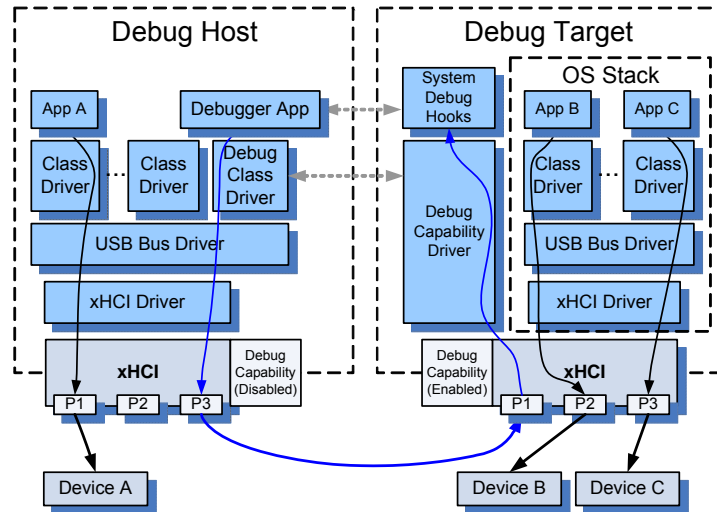 Debug Host
Debug Target
App A
Debugger App
System
Debug
Hooks
OS Stack
App B
App C
Class
Driver
...
Class
Driver
Debug
Class
Driver
Debug
Capability
Driver
Class
Driver
...
Class
Driver
USB Bus Driver
USB Bus Driver
xHCI Driver
xHCI Driver
xHCI
Debug
Capability
(Disabled)
Debug
Capability
(Enabled)
xHCI
P1
P2
P3
P1
P2
P3
Device A
Device B
Device C